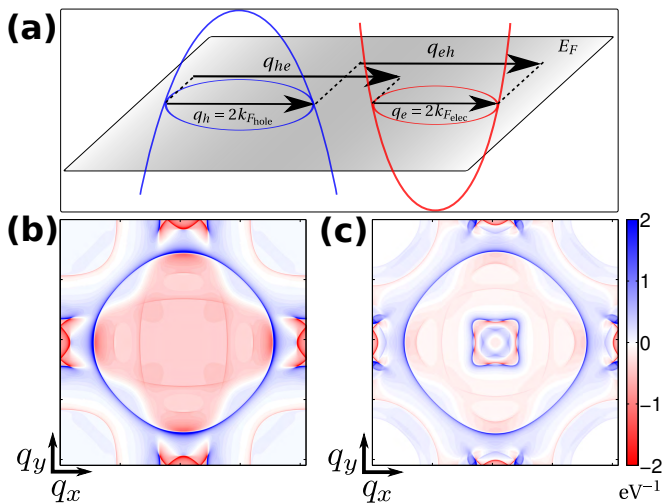 (a)
E_F
q_eh
q_he
q_h = 2k_F_hole
q_e = 2k_F_elec
(b)
(c)
2
1
0
−1
−2
eV⁻¹
q_y
q_x
q_y
q_x